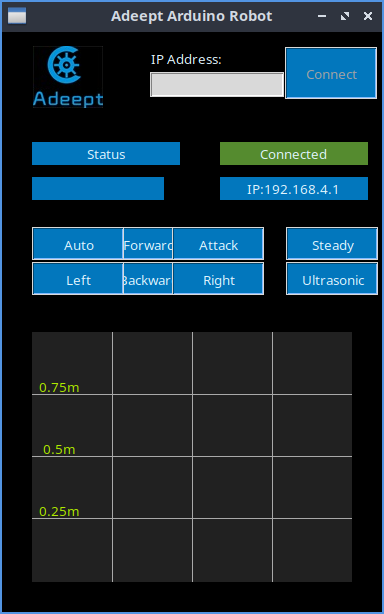 Adeept Arduino Robot
Adeept
IP Address:
Connect
Status
Connected
IP:192.168.4.1
Auto
Forward
Attack
Steady
Left
Backwar
Right
Ultrasonic
0.75m
0.5m
0.25m